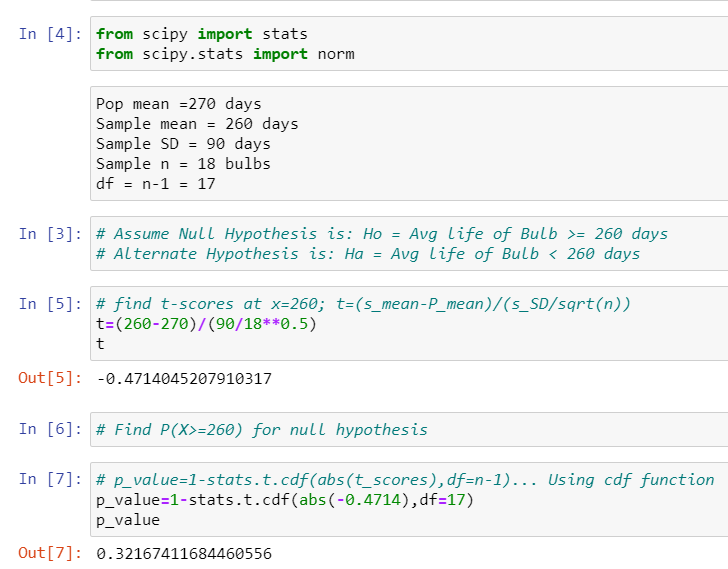 In [4]: from scipy import stats
from scipy.stats import norm
Pop mean =270 days
Sample mean = 260 days
Sample SD = 90 days
Sample n = 18 bulbs
df = n-1 = 17
In [3]: # Assume Null Hypothesis is: Ho = Avg life of Bulb >= 260 days
# Alternate Hypothesis is: Ha = Avg life of Bulb < 260 days
In [5]: # find t-scores at x=260; t=(s_mean-P_mean)/(s_SD/sqrt(n))
t=(260-270)/(90/18**0.5)
t
Out[5]: -0.4714045207910317
In [6]: # Find P(X>=260) for null hypothesis
In [7]: # p_value=1-stats.t.cdf(abs(t_scores),df=n-1)... Using cdf function
p_value=1-stats.t.cdf(abs(-0.4714),df=17)
p_value
Out[7]: 0.32167411684460556